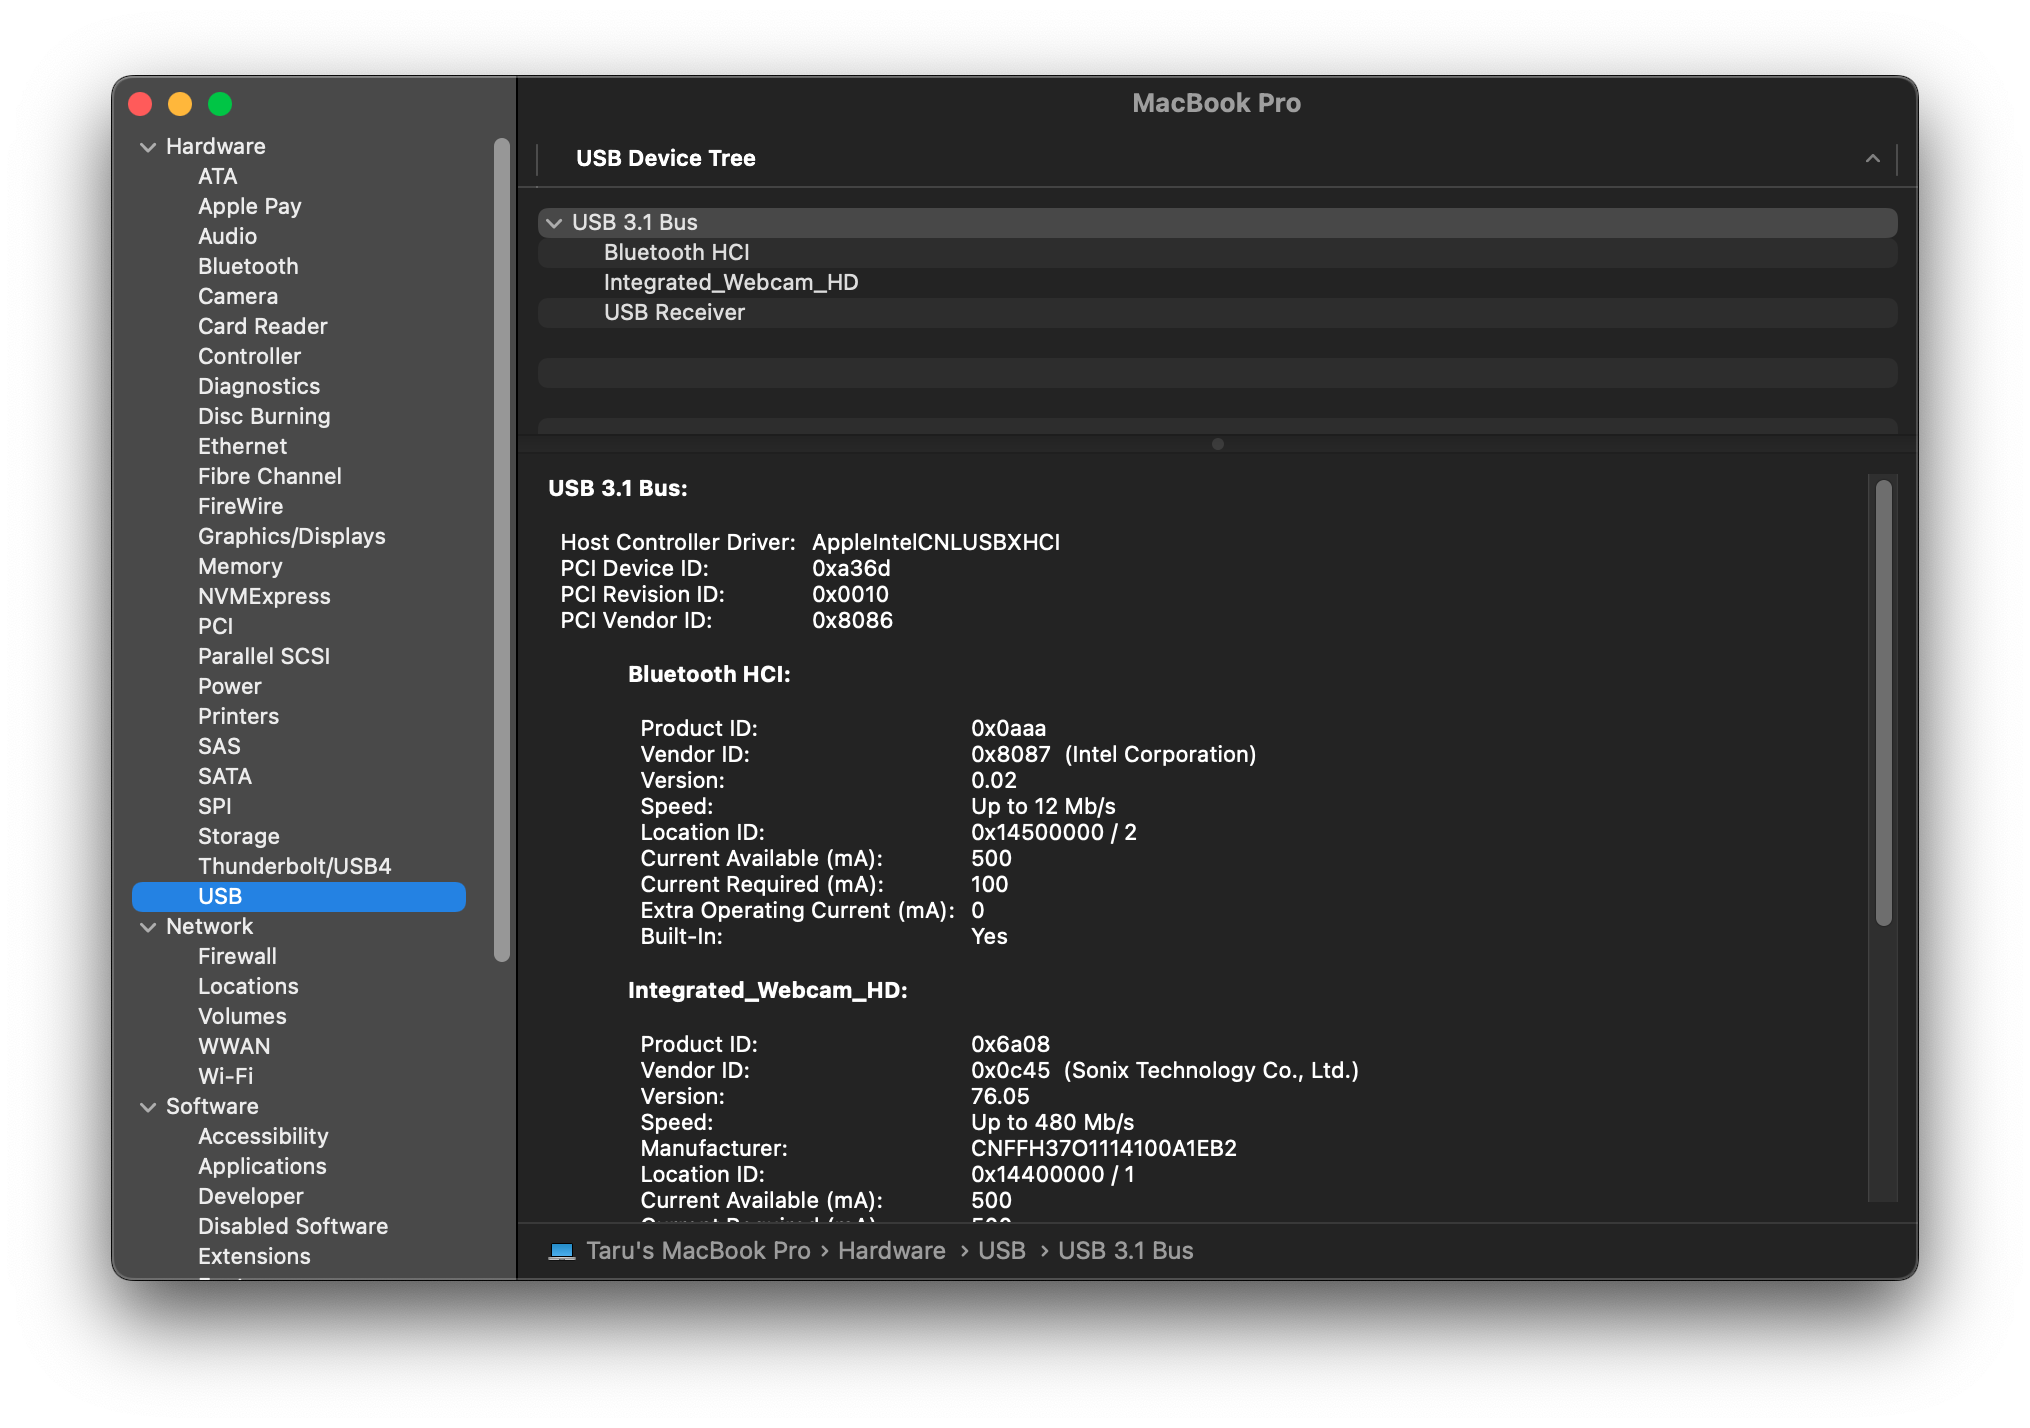 MacBook Pro
Hardware
ATA
Apple Pay
Audio
Bluetooth
Camera
Card Reader
Controller
Diagnostics
Disc Burning
Ethernet
Fibre Channel
FireWire
Graphics/Displays
Memory
NVMExpress
PCI
Parallel SCSI
Power
Printers
SAS
SATA
SPI
Storage
Thunderbolt/USB4
USB
Network
Firewall
Locations
Volumes
WWAN
Wi-Fi
Software
Accessibility
Applications
Developer
Disabled Software
Extensions
USB Device Tree
USB 3.1 Bus
Bluetooth HCI
Integrated_Webcam_HD
USB Receiver
USB 3.1 Bus:
Host Controller Driver: AppleIntelCNLUSBXHCI
PCI Device ID: 0xa36d
PCI Revision ID: 0x0010
PCI Vendor ID: 0x8086
Bluetooth HCI:
Product ID: 0x0aaa
Vendor ID: 0x8087 (Intel Corporation)
Version: 0.02
Speed: Up to 12 Mb/s
Location ID: 0x14500000 / 2
Current Available (mA): 500
Current Required (mA): 100
Extra Operating Current (mA): 0
Built-In: Yes
Integrated_Webcam_HD:
Product ID: 0x6a08
Vendor ID: 0x0c45 (Sonix Technology Co., Ltd.)
Version: 76.05
Speed: Up to 480 Mb/s
Manufacturer: CNFFH37O1114100A1EB2
Location ID: 0x14400000 / 1
Current Available (mA): 500
Taru's MacBook Pro › Hardware › USB › USB 3.1 Bus